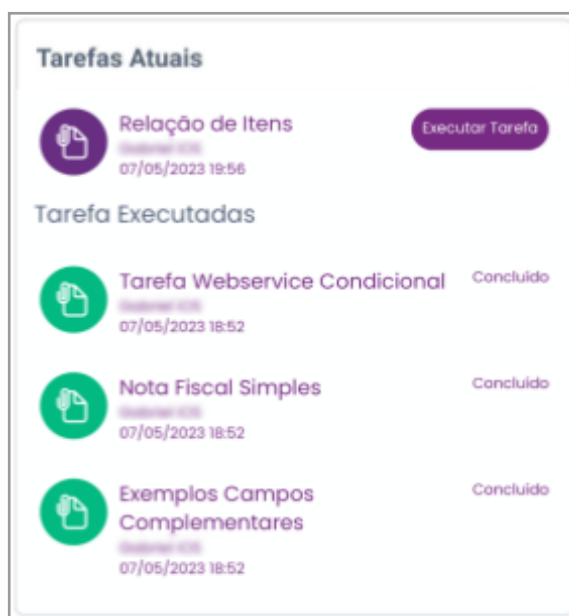 Tarefas Atuais
Relação de Itens
Executar Tarefa
07/05/2023 19:56
Tarefa Executadas
Tarefa Webservice Condicional
Concluído
07/05/2023 18:52
Nota Fiscal Simples
Concluído
07/05/2023 18:52
Exemplos Campos
Concluído
Complementares
07/05/2023 18:52